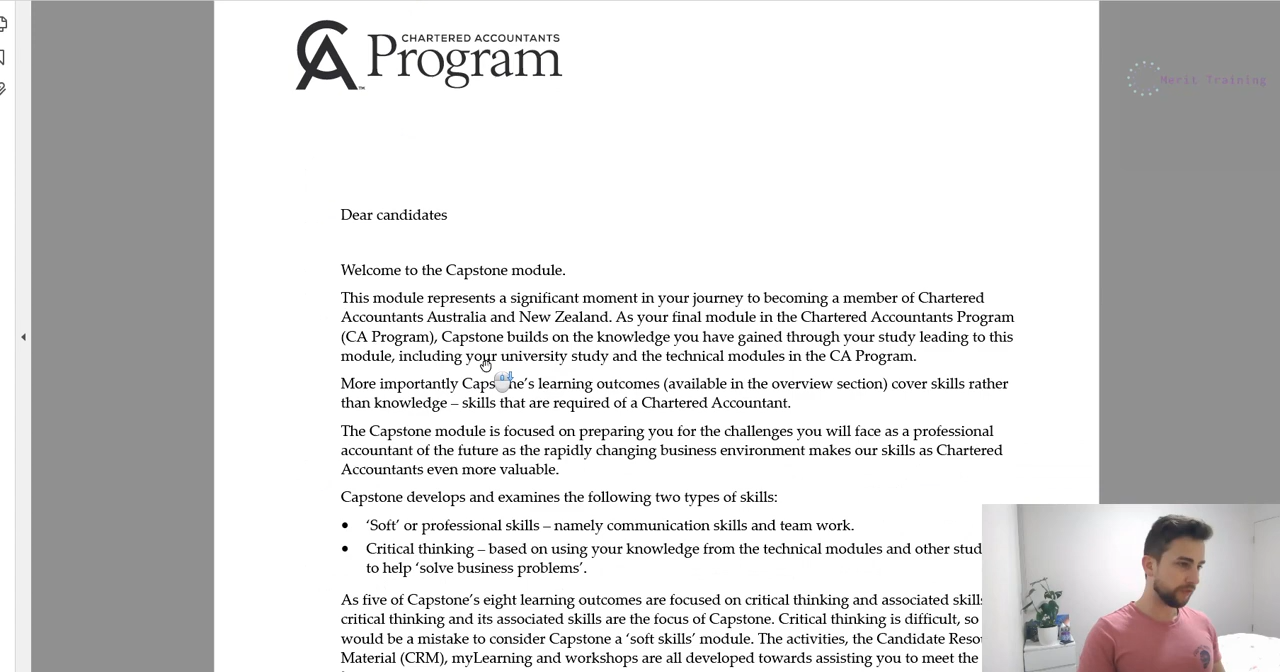 CHARTERED ACCOUNTANTS
Program
Merit Training
Dear candidates
Welcome to the Capstone module.
This module represents a significant moment in your journey to becoming a member of Chartered
Accountants Australia and New Zealand. As your final module in the Chartered Accountants Program
(CA Program), Capstone builds on the knowledge you have gained through your study leading to this
module, including your university study and the technical modules in the CA Program.
More importantly Capstone’s learning outcomes (available in the overview section) cover skills rather
than knowledge – skills that are required of a Chartered Accountant.
The Capstone module is focused on preparing you for the challenges you will face as a professional
accountant of the future as the rapidly changing business environment makes our skills as Chartered
Accountants even more valuable.
Capstone develops and examines the following two types of skills:
• ‘Soft’ or professional skills – namely communication skills and team work.
• Critical thinking – based on using your knowledge from the technical modules and other stud
to help ‘solve business problems’.
As five of Capstone’s eight learning outcomes are focused on critical thinking and associated skills
critical thinking and its associated skills are the focus of Capstone. Critical thinking is difficult, so
would be a mistake to consider Capstone a ‘soft skills’ module. The activities, the Candidate Resou
Material (CRM), myLearning and workshops are all developed towards assisting you to meet the